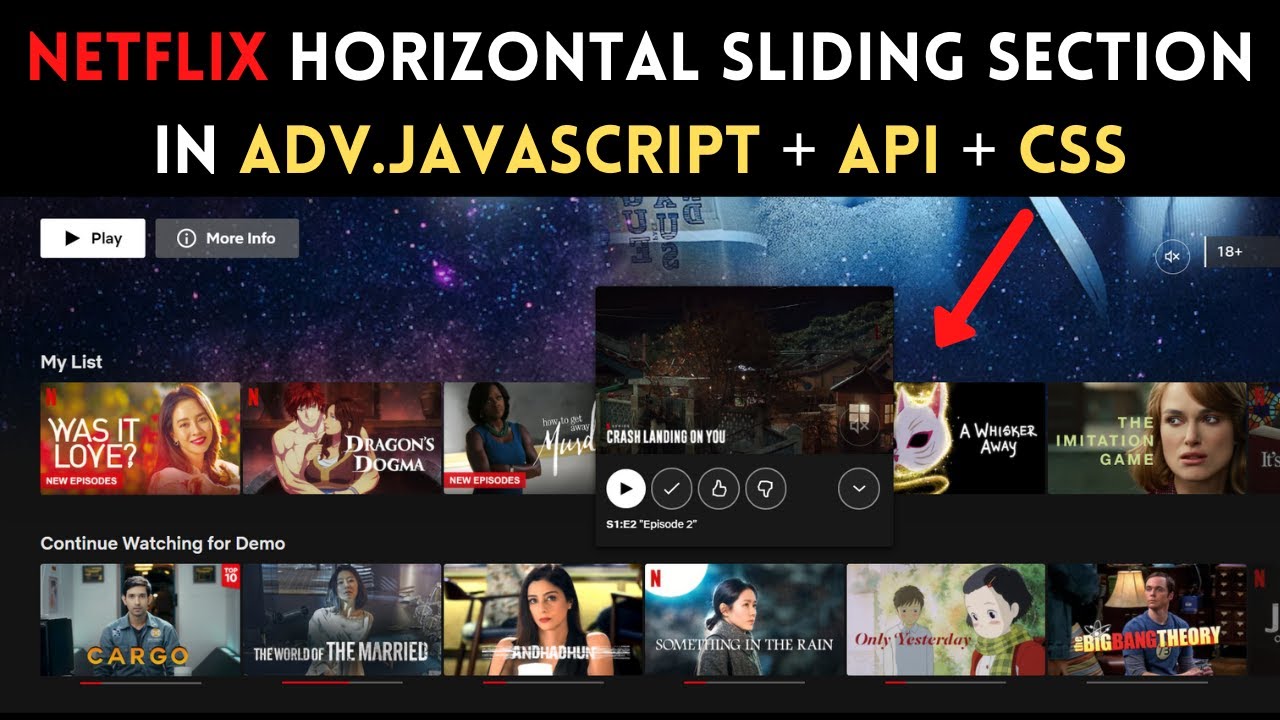 NETFLIX HORIZONTAL SLIDING SECTION
IN ADV.JAVASCRIPT + API + CSS
Play
More Info
18+
My List
N
WAS IT
LOVE?
NEW EPISODES
N
DRAGON'S
DOGMA
how to get
away
Murd
NEW EPISODES
SERIES
CRASH LANDING ON YOU
S1:E2 "Episode 2"
A WHISKER
AWAY
THE
IMITATION
GAME
It's
Continue Watching for Demo
TOP
10
CARGO
THE WORLD OF THE MARRIED
ANDHADHUN
N
SOMETHING IN THE RAIN
Only Yesterday
THE BIG BANG THEORY
N
J